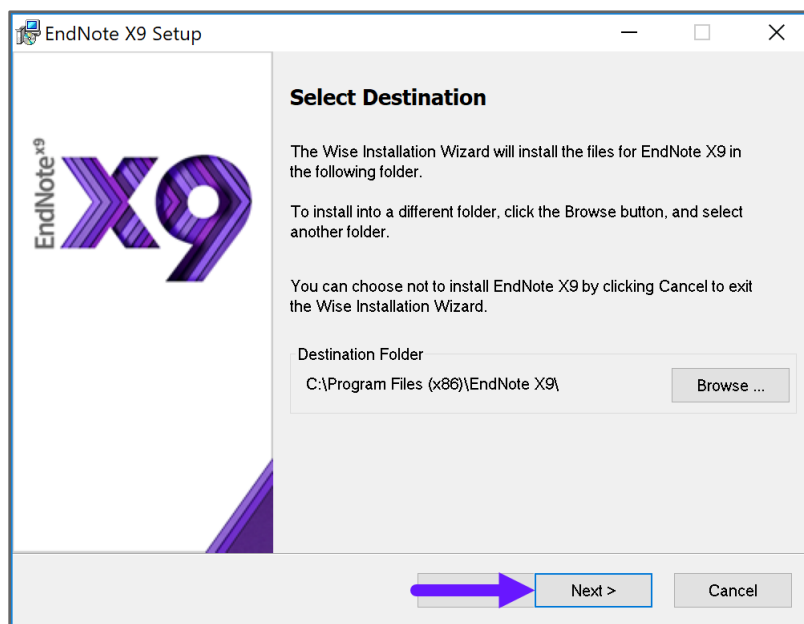 EndNote X9 Setup
EndNote x9
X9
Select Destination
The Wise Installation Wizard will install the files for EndNote X9 in
the following folder.
To install into a different folder, click the Browse button, and select
another folder.
You can choose not to install EndNote X9 by clicking Cancel to exit
the Wise Installation Wizard.
Destination Folder
C:\Program Files (x86)\EndNote X9\
Browse ...
Next >
Cancel